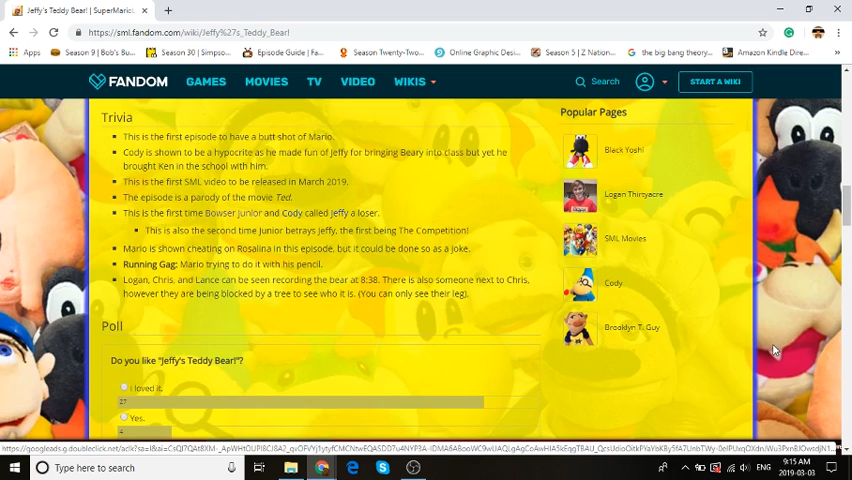 Jeffy's Teddy Bear! | SuperMario
https://sml.fandom.com/wiki/Jeffy%27s_Teddy_Bear!
Apps Season 9 | Bob's Bu... Season 30 | Simpso... Episode Guide | Fa... Season Twenty-Two... Online Graphic Des... Season 5 | Z Nation... the big bang theory... Amazon Kindle Dire...
FANDOM GAMES MOVIES TV VIDEO WIKIS Search START A WIKI
Trivia
This is the first episode to have a butt shot of Mario.
Cody is shown to be a hypocrite as he made fun of Jeffy for bringing Beary into class but yet he
brought Ken in the school with him.
This is the first SML video to be released in March 2019.
The episode is a parody of the movie Ted.
This is the first time Bowser Junior and Cody called Jeffy a loser.
This is also the second time Junior betrays Jeffy, the first being The Competition!
Mario is shown cheating on Rosalina in this episode, but it could be done so as a joke.
Running Gag: Mario trying to do it with his pencil.
Logan, Chris, and Lance can be seen recording the bear at 8:38. There is also someone next to Chris,
however they are being blocked by a tree to see who it is. (You can only see their leg).
Poll
Do you like "Jeffy's Teddy Bear!"?
I loved it.
27
Yes.
4
Popular Pages
Black Yoshi
Logan Thirtyacre
SML Movies
Cody
Brooklyn T. Guy
Type here to search
ENG
9:15 AM
2019-03-03